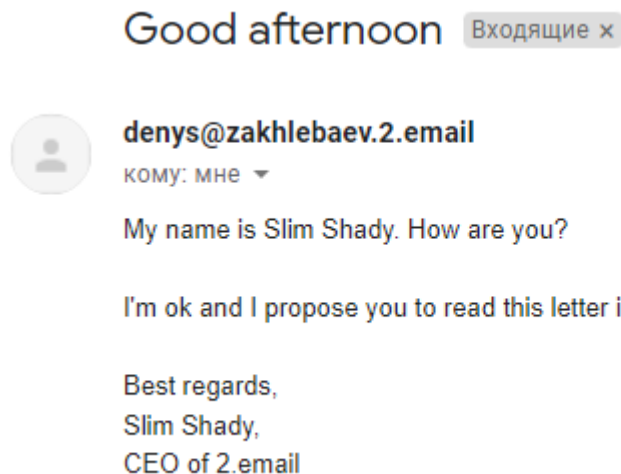 Good afternoon Входящие ×
denys@zakhlebaev.2.email
кому: мне
My name is Slim Shady. How are you?
I'm ok and I propose you to read this letter
Best regards,
Slim Shady,
CEO of 2.email